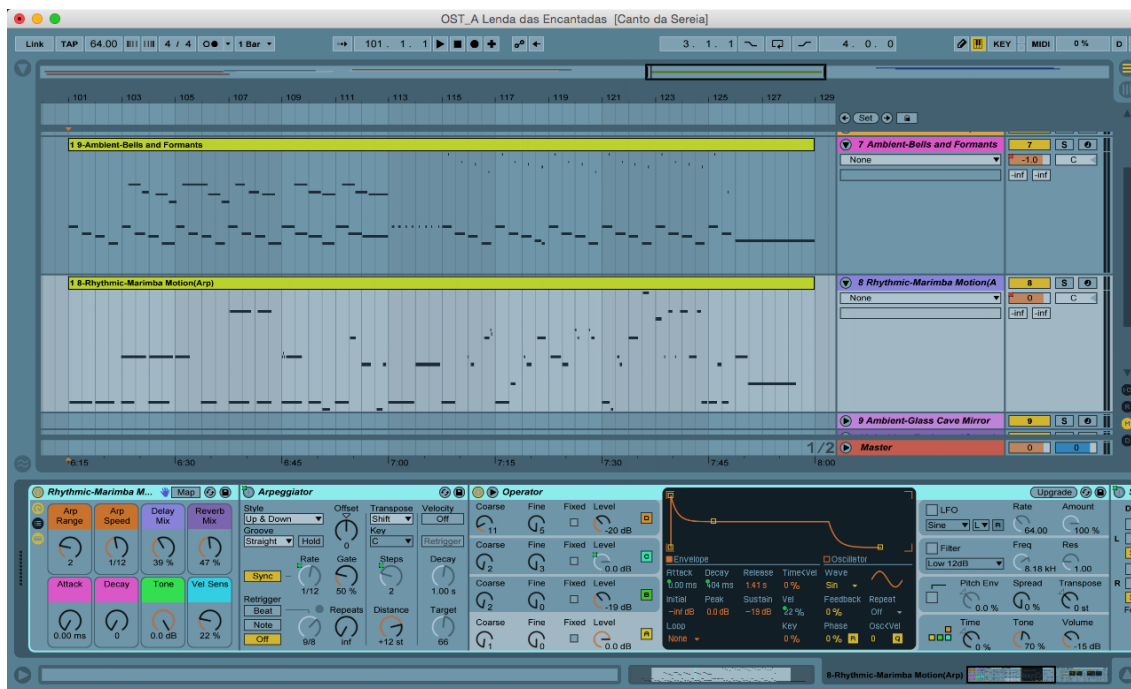 OST_A Lenda das Encantadas [Canto da Sereia]
Link TAP 64.00 4 / 4 1 Bar 101 . 1 . 1 3 . 1 . 1 4 . 0 . 0 KEY MIDI 0 % D
101 103 105 107 109 111 113 115 117 119 121 123 125 127 129
Set
1 9-Ambient-Bells and Formants
7 Ambient-Bells and Formants 7 S
None -1.0 C
-inf -inf
1 8-Rhythmic-Marimba Motion(Arp)
8 Rhythmic-Marimba Motion(A 8 S
None 0 C
-inf -inf
9 Ambient-Glass Cave Mirror 9 S
1/2 Master 0 0
6:15 6:30 6:45 7:00 7:15 7:30 7:45 8:00
Rhythmic-Marimba M... Map
Arp Range Arp Speed Delay Mix Reverb Mix
2 1/12 39 % 47 %
Attack Decay Tone Vel Sens
0.00 ms 0 0.0 dB 22 %
Arpeggiator
Style Offset Transpose Velocity
Up & Down 0 Shift Off
Groove Key
Straight Hold C Retrigger
Rate Gate Steps Decay
Sync 1/12 50 % 2 1.00 s
Retrigger
Beat Repeats Distance Target
Note
Off 9/8 inf +12 st 66
Operator
Coarse Fine Fixed Level
11 5 -20 dB D
Coarse Fine Fixed Level
2 3 0.0 dB C
Coarse Fine Fixed Level
2 0 -19 dB B
Coarse Fine Fixed Level
1 0 0.0 dB A
Envelope Oscillator
Attack Decay Release Time<Vel Wave
0.00 ms 404 ms 1.41 s 0 % Sin
Initial Peak Sustain Vel Feedback Repeat
-inf dB 0.0 dB -19 dB 22 % 0 % Off
Loop Key Phase Osc<Vel
None 0 % 0 % R 0 Q
Upgrade
LFO Rate Amount
Sine L R 64.00 100 %
Filter Freq Res
Low 12dB 8.18 kH 1.00
Pitch Env Spread Transpose
0.0 % 0 % 0 st
Time Tone Volume
0 % 70 % -15 dB
8-Rhythmic-Marimba Motion(Arp)